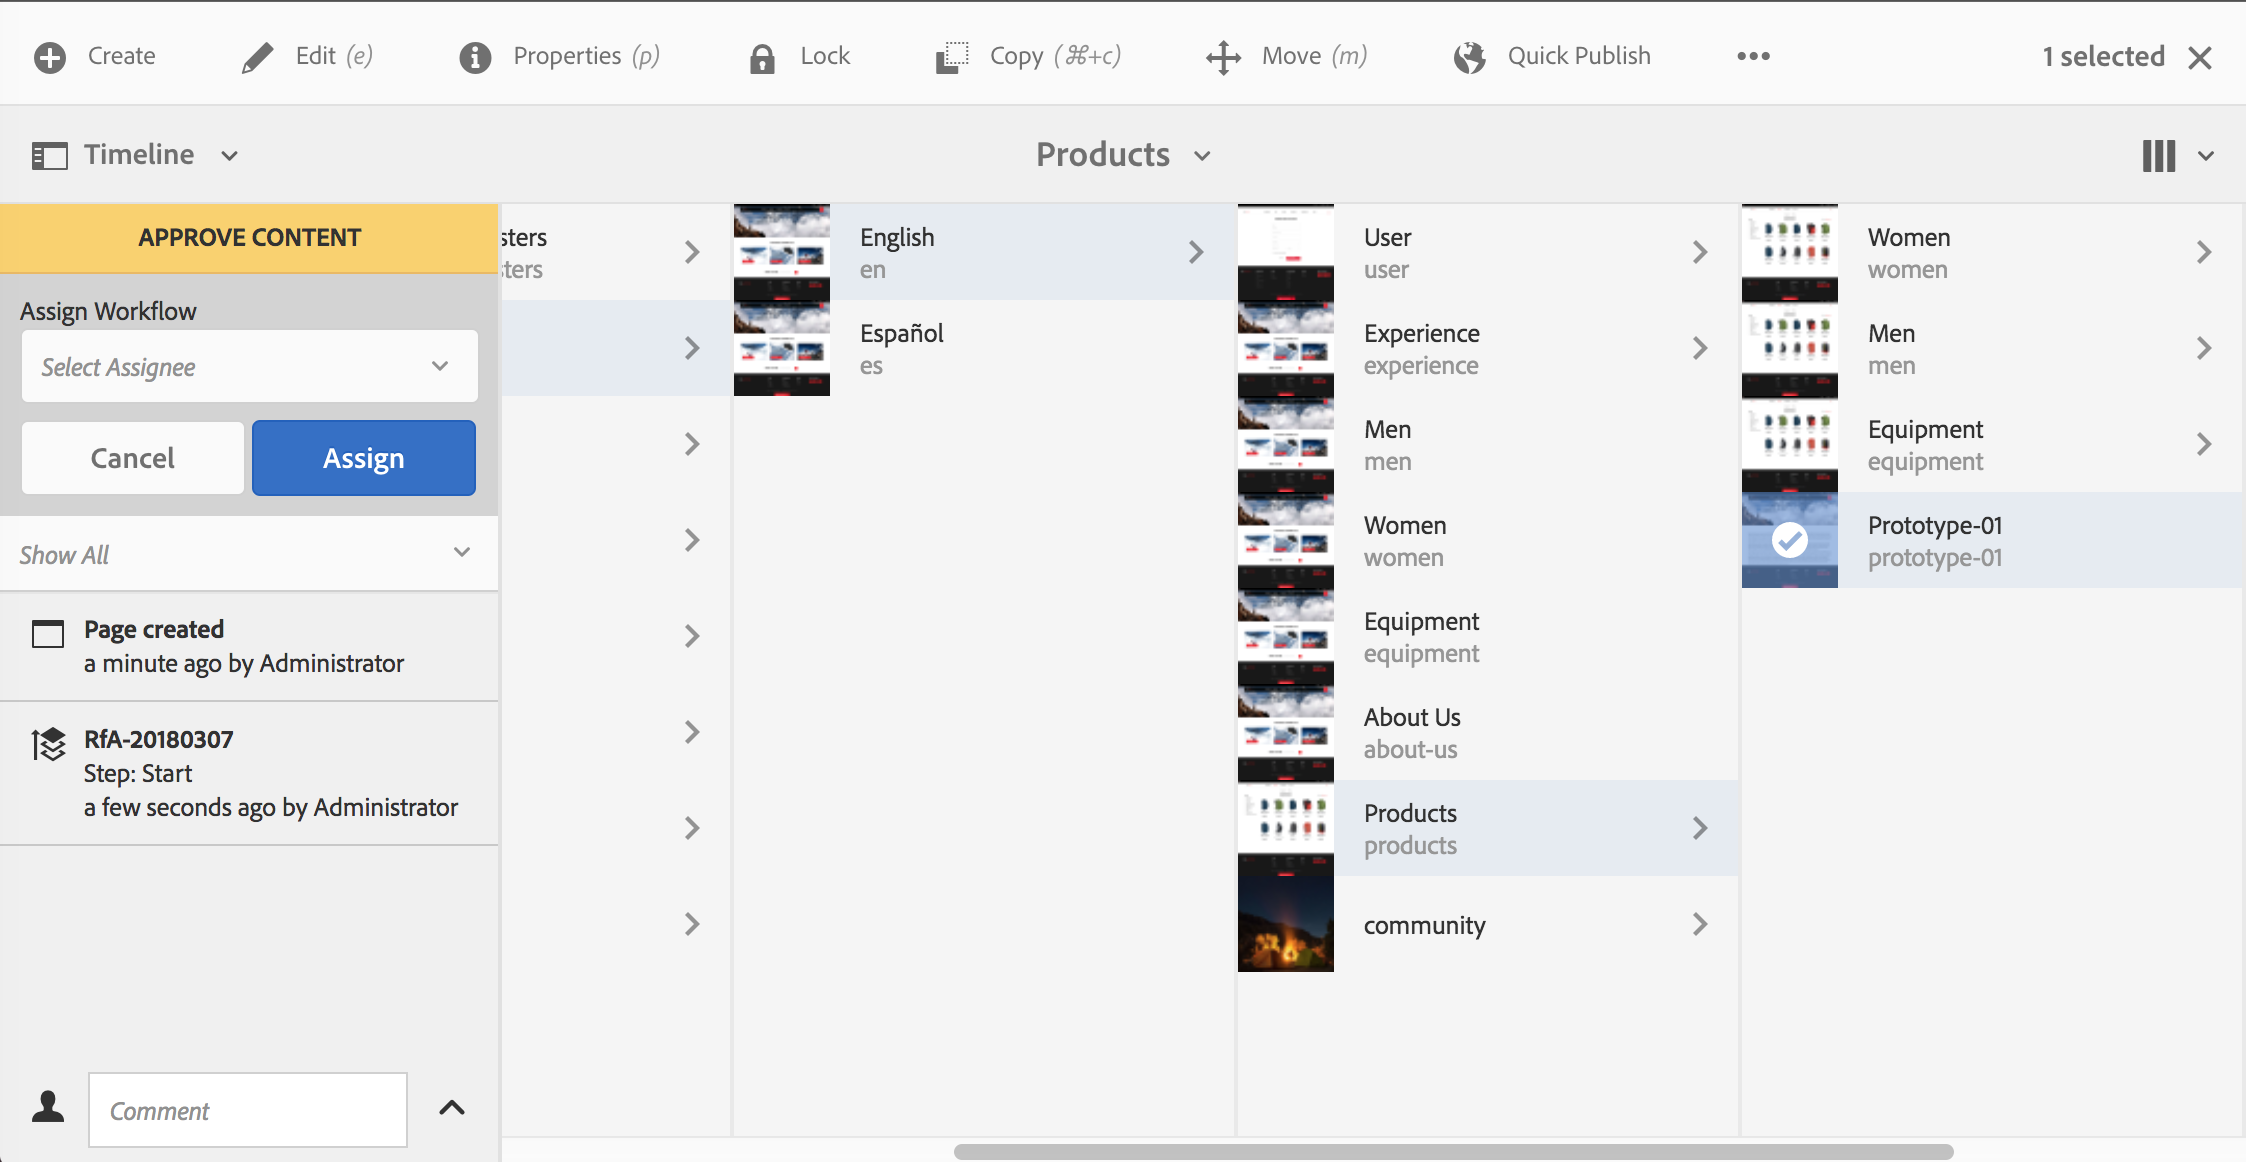 Create
Edit (e)
Properties (p)
Lock
Copy (⌘+c)
Move (m)
Quick Publish
1 selected
Timeline
Products
APPROVE CONTENT
Assign Workflow
Select Assignee
Cancel
Assign
Show All
Page created
a minute ago by Administrator
RfA-20180307
Step: Start
a few seconds ago by Administrator
Comment
sters
ters
English
en
Español
es
User
user
Experience
experience
Men
men
Women
women
Equipment
equipment
About Us
about-us
Products
products
community
Women
women
Men
men
Equipment
equipment
Prototype-01
prototype-01